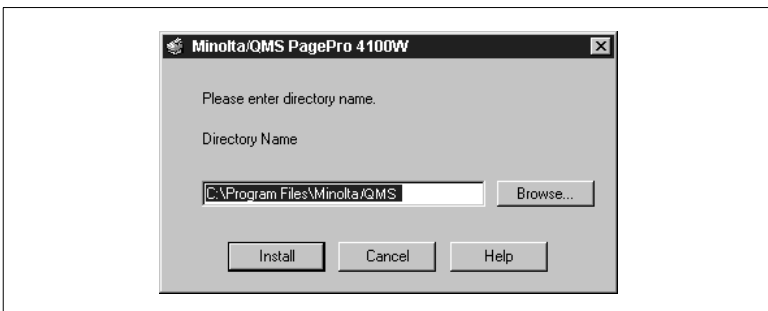 Minolta/QMS PagePro 4100W
Please enter directory name.
Directory Name
C:\Program Files\Minolta/QMS
Browse...
Install
Cancel
Help